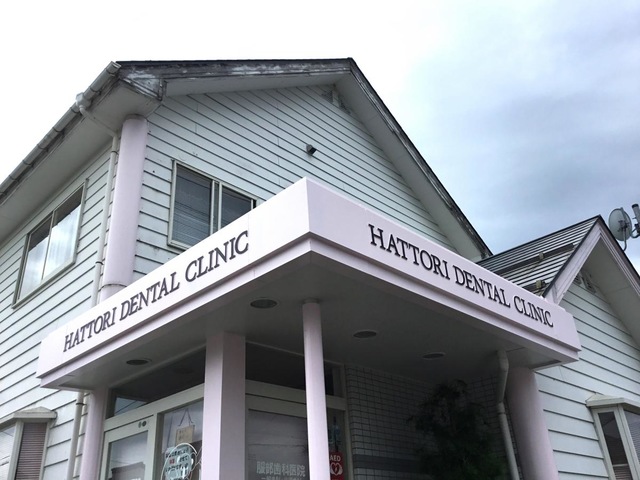 HATTORI DENTAL CLINIC
HATTORI DENTAL CLINIC
服部歯科医院
AED